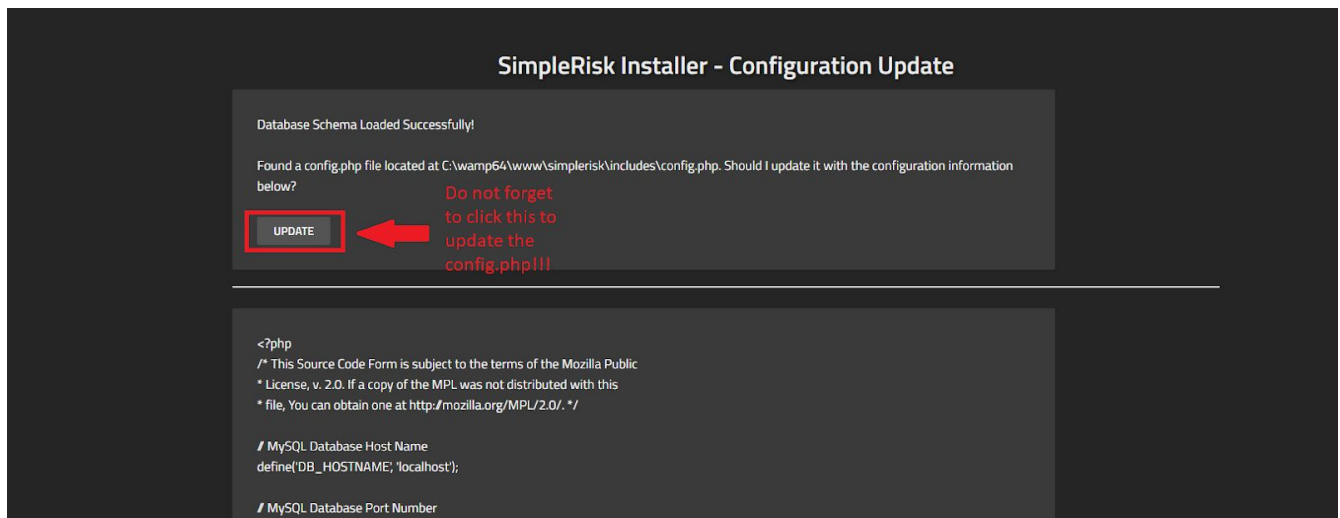 SimpleRisk Installer - Configuration Update
Database Schema Loaded Successfully!
Found a config.php file located at C:\wamp64\www\simplerisk\includes\config.php. Should I update it with the configuration information
below?
UPDATE
Do not forget
to click this to
update the
config.php!!!
<?php
/* This Source Code Form is subject to the terms of the Mozilla Public
* License, v. 2.0. If a copy of the MPL was not distributed with this
* file, You can obtain one at http://mozilla.org/MPL/2.0/. */
// MySQL Database Host Name
define('DB_HOSTNAME', 'localhost');
// MySQL Database Port Number